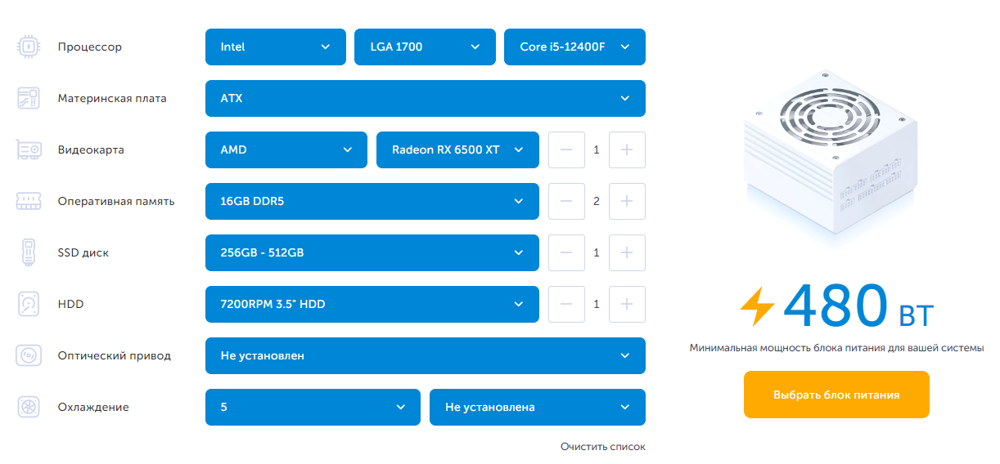 Процессор Intel LGA 1700 Core i5-12400F
Материнская плата ATX
Видеокарта AMD Radeon RX 6500 XT 1
Оперативная память 16GB DDR5 2
SSD диск 256GB - 512GB 1
HDD 7200RPM 3.5" HDD 1
Оптический привод Не установлен
Охлаждение 5 Не установлена
Очистить список
480 ВТ
Минимальная мощность блока питания для вашей системы
Выбрать блок питания